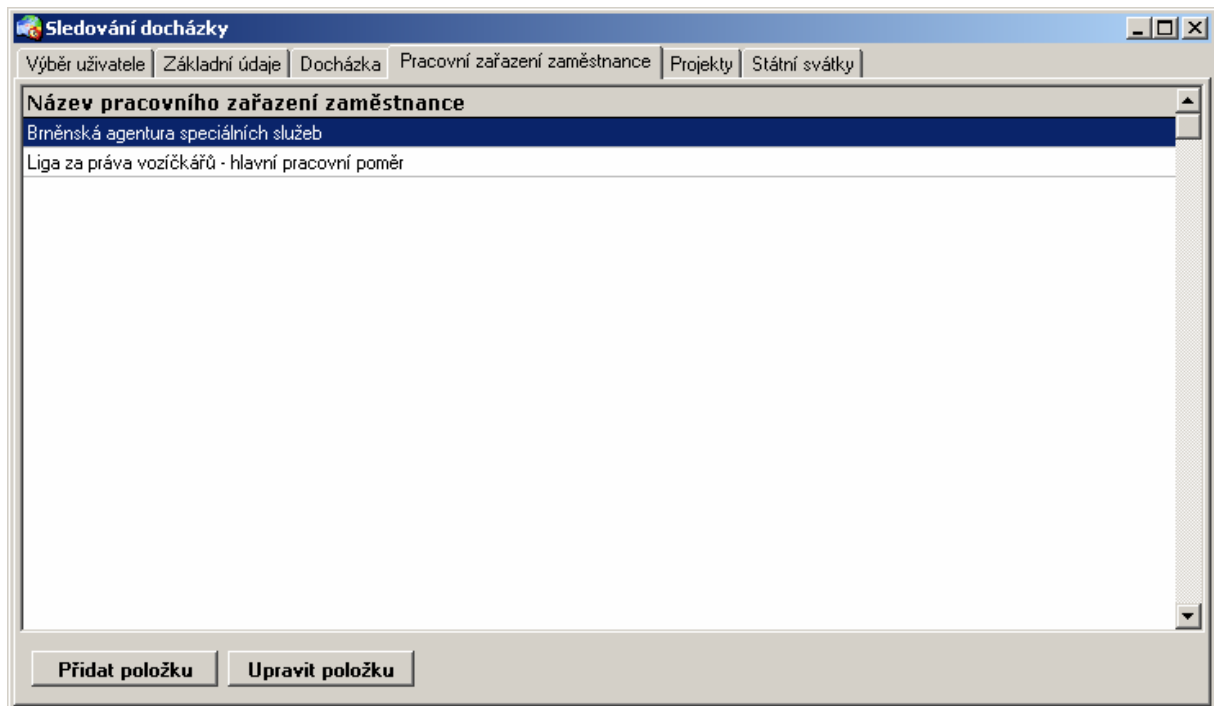 Sledování docházky
Výběr uživatele Základní údaje Docházka Pracovní zařazení zaměstnance Projekty Státní svátky
Název pracovního zařazení zaměstnance
Brněnská agentura speciálních služeb
Liga za práva vozíčkářů - hlavní pracovní poměr
Přidat položku Upravit položku